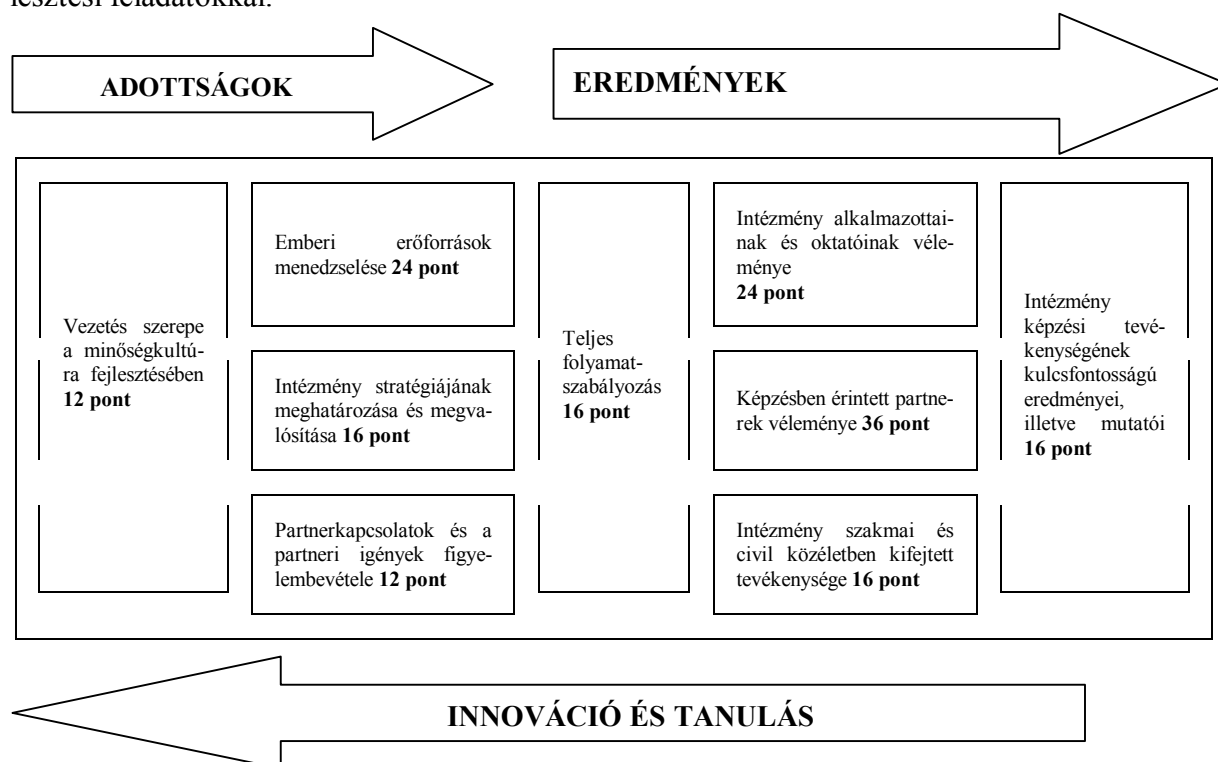 lesztési feladatokkal.
ADOTTSÁGOK
EREDMÉNYEK
Vezetés szerepe
a minőségkultú-
ra fejlesztésében
12 pont
Emberi erőforrások
menedzselése 24 pont
Intézmény stratégiájának
meghatározása és megva-
lósítása 16 pont
Partnerkapcsolatok és a
partneri igények figye-
lembevétele 12 pont
Teljes
folyamat-
szabályozás
16 pont
Intézmény alkalmazottai-
nak és oktatóinak véle-
ménye
24 pont
Képzésben érintett partne-
rek véleménye 36 pont
Intézmény szakmai és
civil közéletben kifejtett
tevékenysége 16 pont
Intézmény
képzési tevé-
kenységének
kulcsfontosságú
eredményei,
illetve mutatói
16 pont
INNOVÁCIÓ ÉS TANULÁS